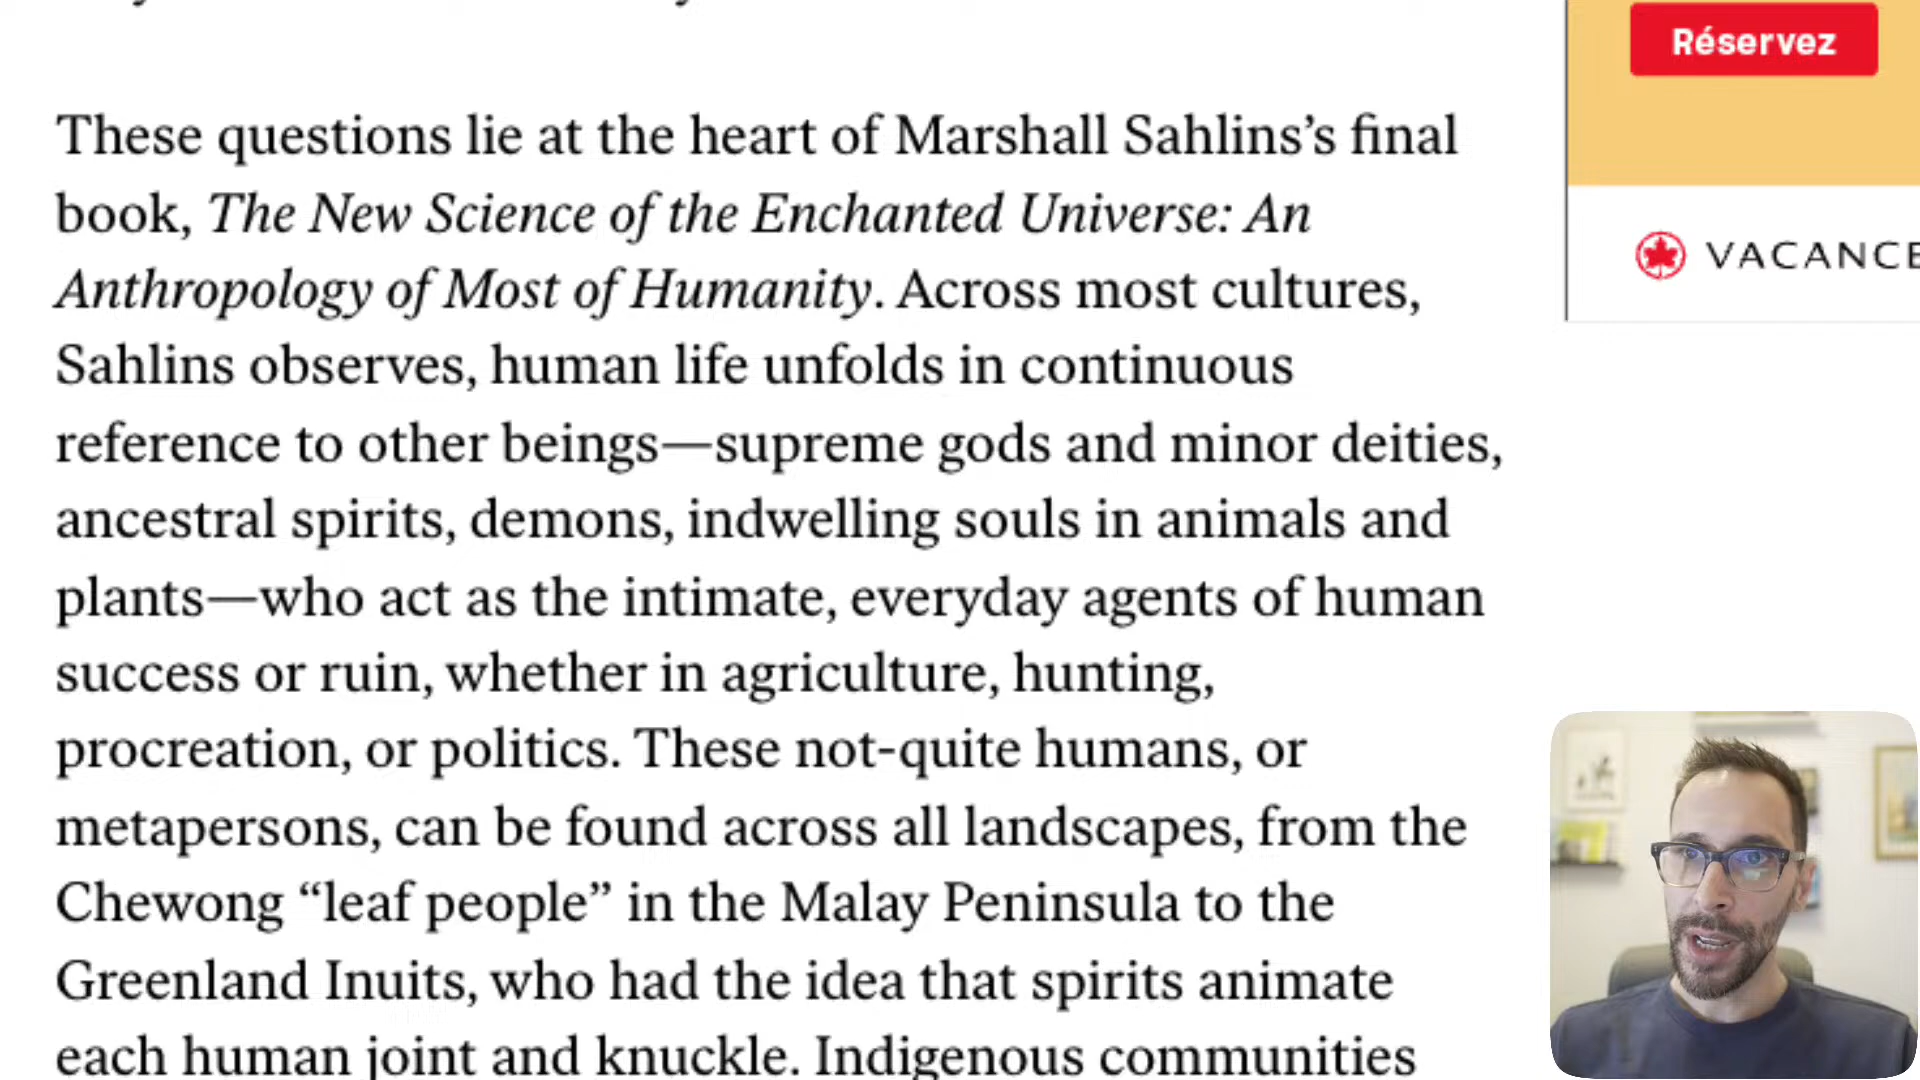 These questions lie at the heart of Marshall Sahlins’s final
book, The New Science of the Enchanted Universe: An
Anthropology of Most of Humanity. Across most cultures,
Sahlins observes, human life unfolds in continuous
reference to other beings—supreme gods and minor deities,
ancestral spirits, demons, indwelling souls in animals and
plants—who act as the intimate, everyday agents of human
success or ruin, whether in agriculture, hunting,
procreation, or politics. These not-quite humans, or
metapersons, can be found across all landscapes, from the
Chewong “leaf people” in the Malay Peninsula to the
Greenland Inuits, who had the idea that spirits animate
each human joint and knuckle. Indigenous communities
Réservez
VACANCE